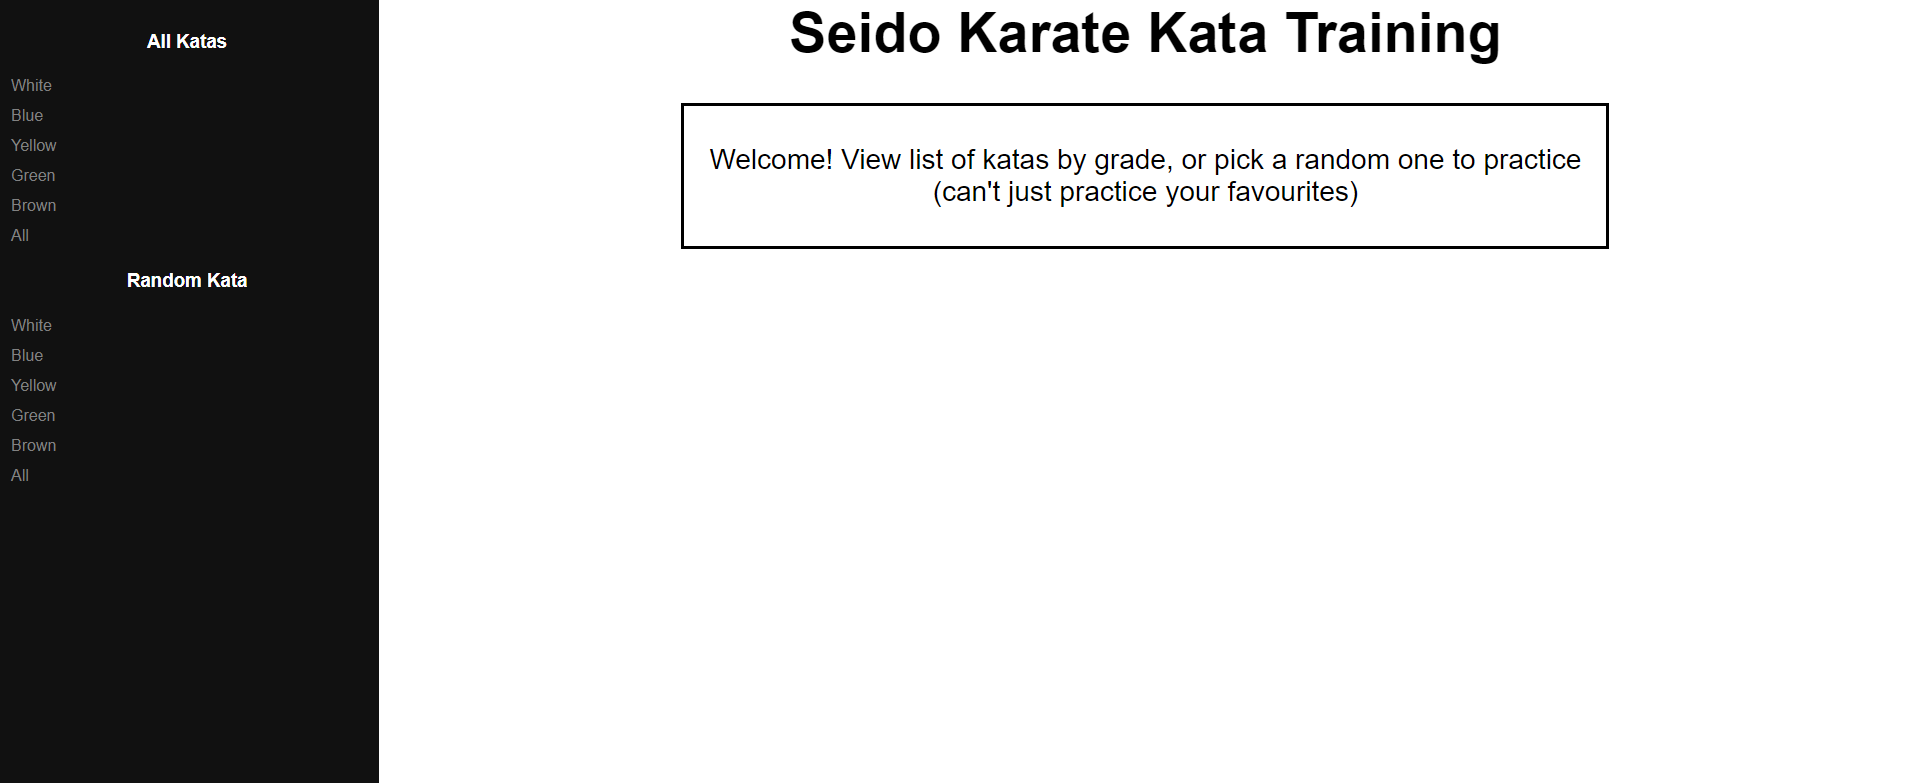 All Katas
White
Blue
Yellow
Green
Brown
All
Random Kata
White
Blue
Yellow
Green
Brown
All
Seido Karate Kata Training
Welcome! View list of katas by grade, or pick a random one to practice
(can't just practice your favourites)